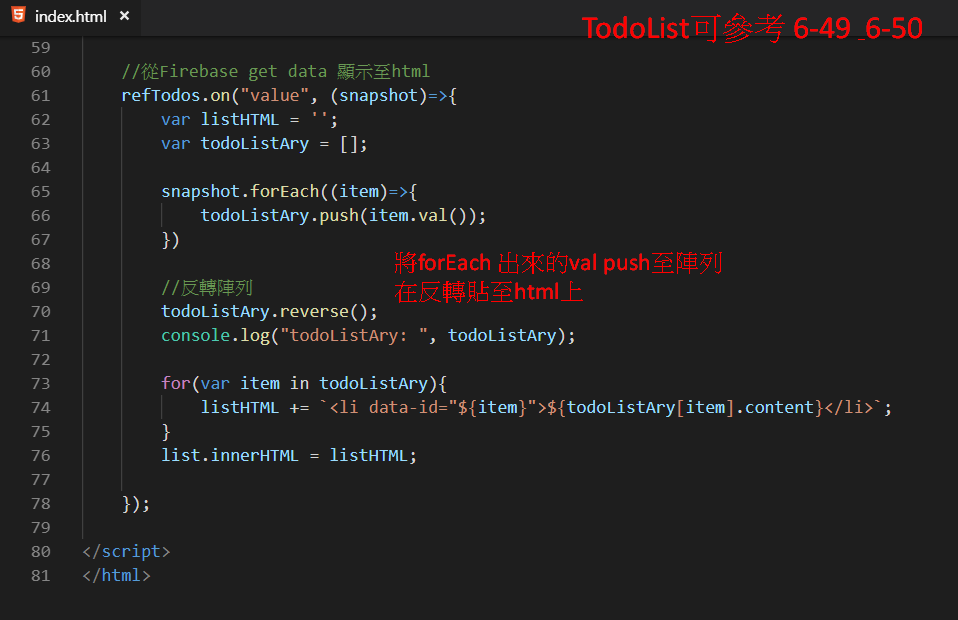 index.html ×
TodoList可參考 6-49 _6-50
59
60 //從Firebase get data 顯示至html
61 refTodos.on("value", (snapshot)=>{
62 var listHTML = '';
63 var todoListAry = [];
64
65 snapshot.forEach((item)=>{
66 todoListAry.push(item.val());
67 })
68
將forEach 出來的val push至陣列
69 //反轉陣列
在反轉貼至html上
70 todoListAry.reverse();
71 console.log("todoListAry: ", todoListAry);
72
73 for(var item in todoListAry){
74 listHTML += `<li data-id="${item}">${todoListAry[item].content}</li>`;
75 }
76 list.innerHTML = listHTML;
77
78 });
79
80 </script>
81 </html>